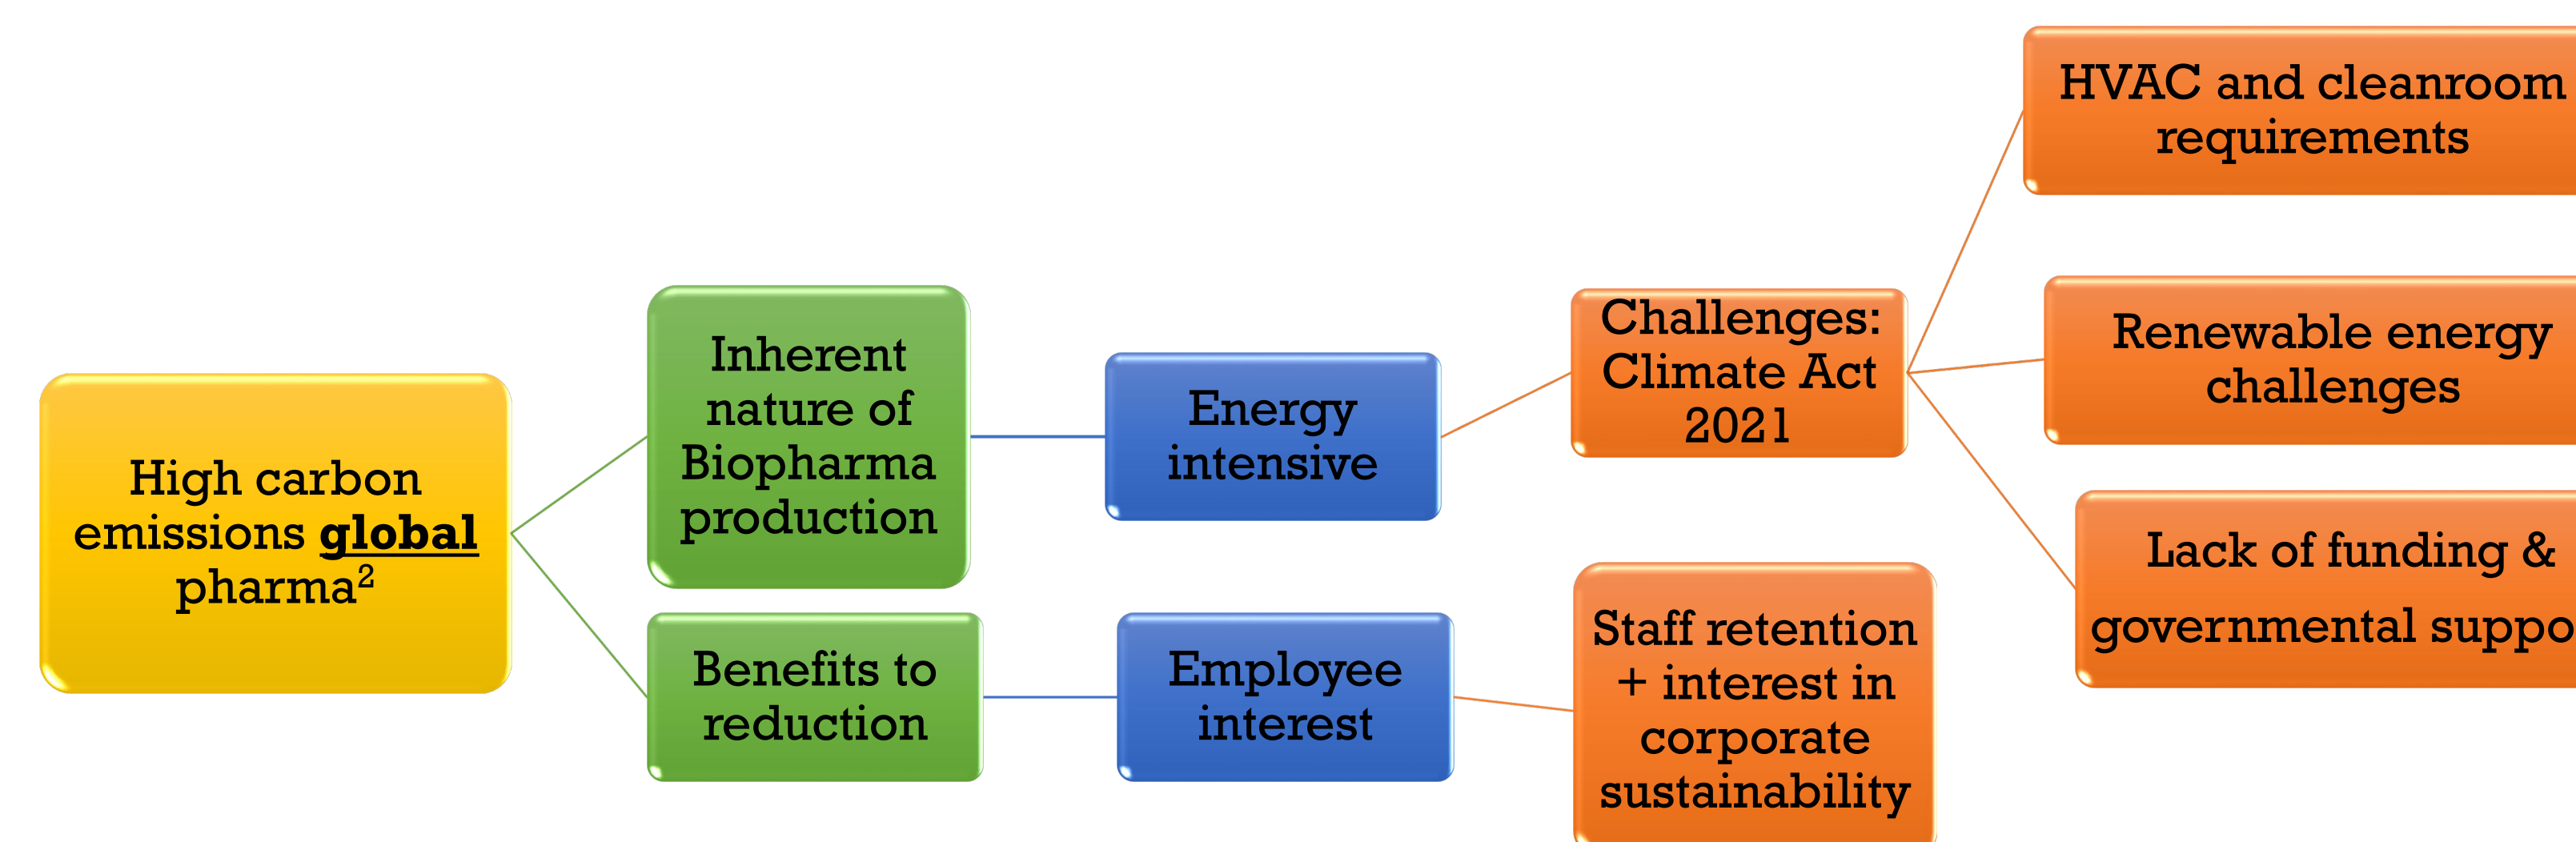 High carbon
emissions global
pharma²
Inherent
nature of
Biopharma
production
Benefits to
reduction
Energy
intensive
Employee
interest
Challenges:
Climate Act
2021
Staff retention
+ interest in
corporate
sustainability
HVAC and cleanroom
requirements
Renewable energy
challenges
Lack of funding &
governmental